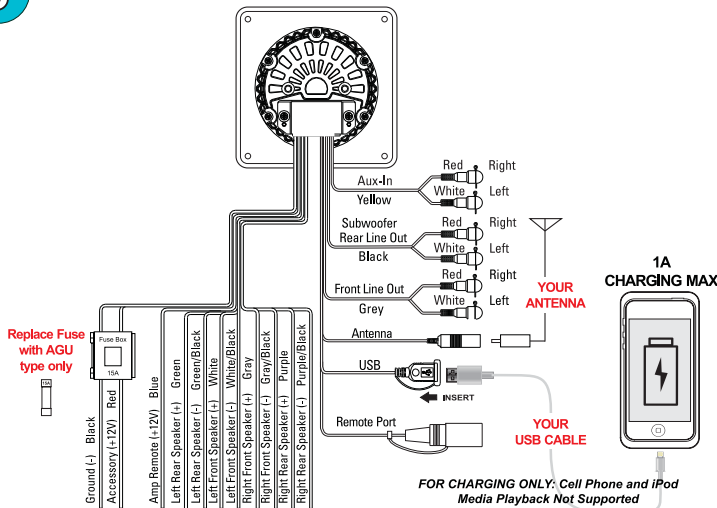 Red Right
Aux-In
White Left
Yellow
Subwoofer
Rear Line Out
Red Right
White Left
Black
Red Right
Front Line Out
White Left
Grey
Antenna
USB
INSERT
Remote Port
YOUR
ANTENNA
1A
CHARGING MAX
YOUR
USB CABLE
FOR CHARGING ONLY: Cell Phone and iPod
Media Playback Not Supported
Replace Fuse
with AGU
type only
15A
Fuse Box
15A
Ground (-) Black
Accessory (+12V) Red
Amp Remote (+12V) Blue
Left Rear Speaker (+) Green
Left Rear Speaker (-) Green/Black
Left Front Speaker (+) White
Left Front Speaker (-) White/Black
Right Front Speaker (+) Gray
Right Front Speaker (-) Gray/Black
Right Rear Speaker (+) Purple
Right Rear Speaker (-) Purple/Black